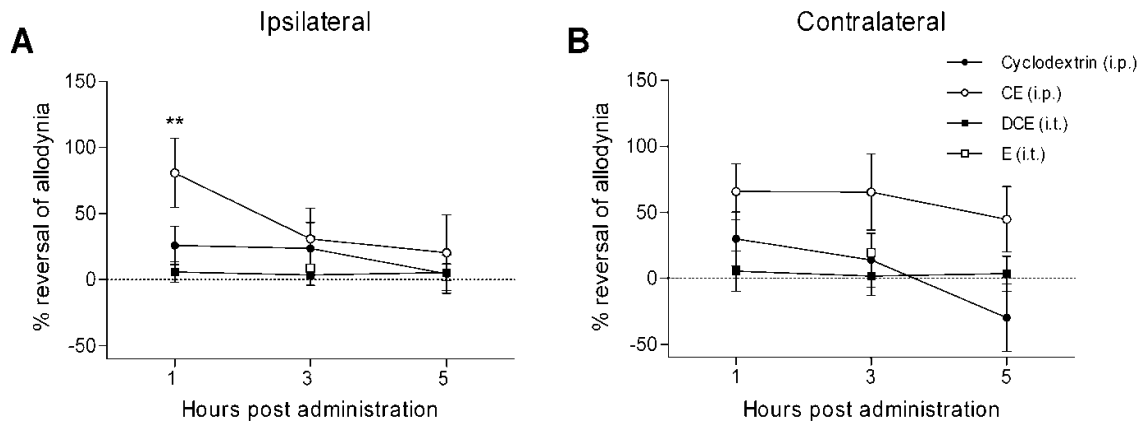 Ipsilateral
A
150
100
50
0
-50
**
% reversal of allodynia
1 3 5
Hours post administration
Contralateral
B
150
100
50
0
-50
% reversal of allodynia
1 3 5
Hours post administration
Cyclodextrin (i.p.)
CE (i.p.)
DCE (i.t.)
E (i.t.)